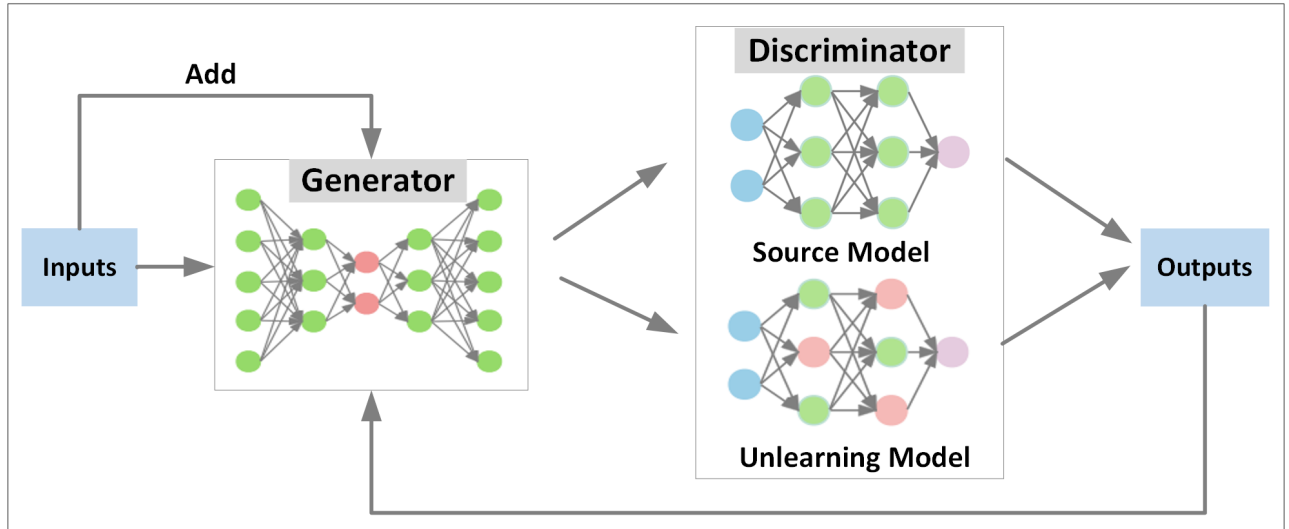 Add
Inputs
Generator
Discriminator
Source Model
Unlearning Model
Outputs